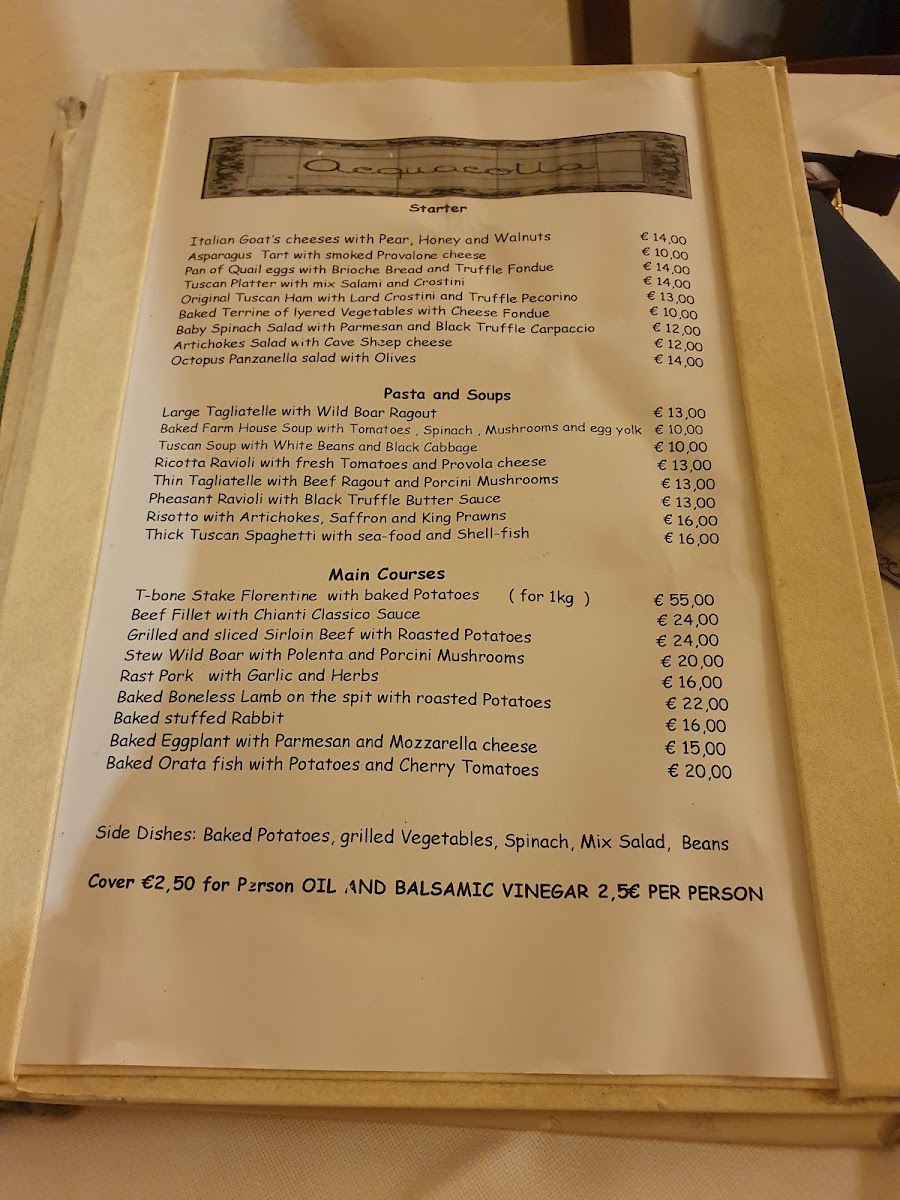 Acquacotta
Starter
Italian Goat's cheeses with Pear, Honey and Walnuts € 14,00
Asparagus Tart with smoked Provolone cheese € 10,00
Pan of Quail eggs with Brioche Bread and Truffle Fondue € 14,00
Tuscan Platter with mix Salami and Crostini € 14,00
Original Tuscan Ham with Lard Crostini and Truffle Pecorino € 13,00
Baked Terrine of lyered Vegetables with Cheese Fondue € 10,00
Baby Spinach Salad with Parmesan and Black Truffle Carpaccio € 12,00
Artichokes Salad with Cave Sheep cheese € 12,00
Octopus Panzanella salad with Olives € 14,00
Pasta and Soups
Large Tagliatelle with Wild Boar Ragout € 13,00
Baked Farm House Soup with Tomatoes , Spinach , Mushrooms and egg yolk € 10,00
Tuscan Soup with White Beans and Black Cabbage € 10,00
Ricotta Ravioli with fresh Tomatoes and Provola cheese € 13,00
Thin Tagliatelle with Beef Ragout and Porcini Mushrooms € 13,00
Pheasant Ravioli with Black Truffle Butter Sauce € 13,00
Risotto with Artichokes, Saffron and King Prawns € 16,00
Thick Tuscan Spaghetti with sea-food and Shell-fish € 16,00
Main Courses
T-bone Stake Florentine with baked Potatoes ( for 1kg ) € 55,00
Beef Fillet with Chianti Classico Sauce € 24,00
Grilled and sliced Sirloin Beef with Roasted Potatoes € 24,00
Stew Wild Boar with Polenta and Porcini Mushrooms € 20,00
Rast Pork with Garlic and Herbs € 16,00
Baked Boneless Lamb on the spit with roasted Potatoes € 22,00
Baked stuffed Rabbit € 16,00
Baked Eggplant with Parmesan and Mozzarella cheese € 15,00
Baked Orata fish with Potatoes and Cherry Tomatoes € 20,00
Side Dishes: Baked Potatoes, grilled Vegetables, Spinach, Mix Salad, Beans
Cover €2,50 for Person OIL AND BALSAMIC VINEGAR 2,5€ PER PERSON